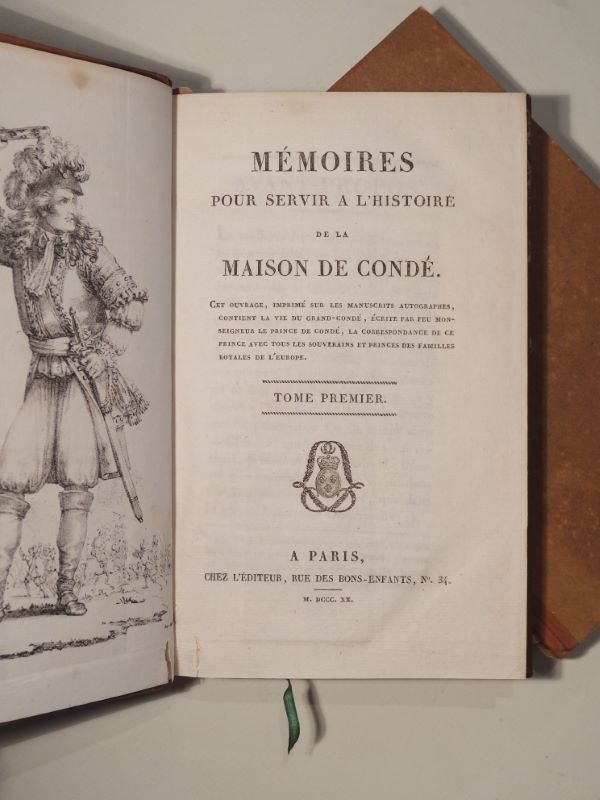 MÉMOIRES
POUR SERVIR A L'HISTOIRE
DE LA
MAISON DE CONDÉ.
CET OUVRAGE, IMPRIMÉ SUR LES MANUSCRITS AUTOGRAPHES,
CONTIENT LA VIE DU GRAND-CONDÉ, ÉCRITE PAR FEU MON-
SEIGNEUR LE PRINCE DE CONDÉ, LA CORRESPONDANCE DE CE
PRINCE AVEC TOUS LES SOUVERAINS ET PRINCES DES FAMILLES
ROYALES DE L'EUROPE.
TOME PREMIER.
A PARIS,
CHEZ L'ÉDITEUR, RUE DES BONS-ENFANTS, No. 34.
M. DCCC. XX.